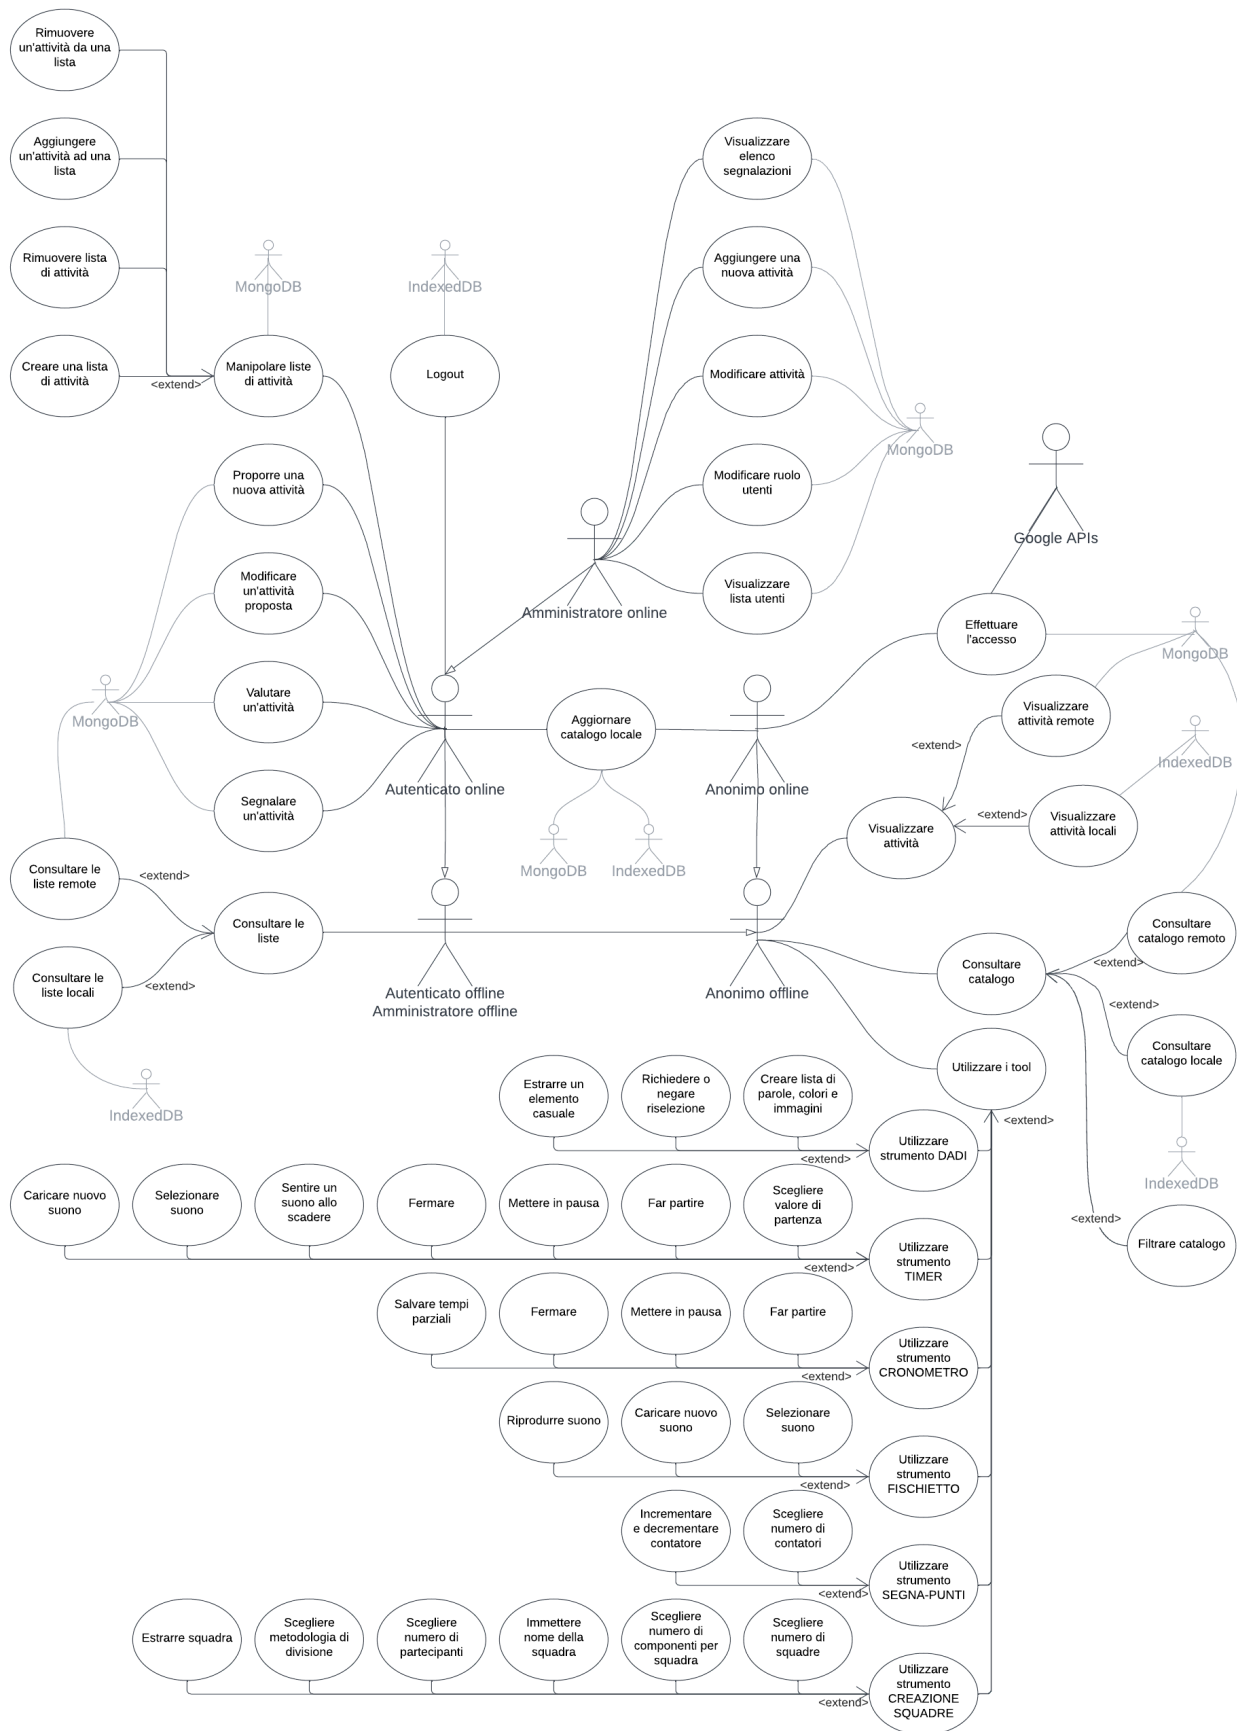 Rimuovere
un'attività da una
lista
Aggiungere
un'attività ad una
lista
Visualizzare
elenco
segnalazioni
Rimuovere lista
di attività
MongoDB
IndexedDB
Aggiungere una
nuova attività
Creare una lista
di attività
<extend>
Manipolare liste
di attività
Logout
Modificare attività
MongoDB
Proporre una
nuova attività
Modificare ruolo
utenti
Google APIs
Modificare
un'attività
proposta
Amministratore online
Visualizzare
lista utenti
Effettuare
l'accesso
MongoDB
MongoDB
Valutare
un'attività
Autenticato online
Aggiornare
catalogo locale
Anonimo online
Visualizzare
attività remote
<extend>
IndexedDB
Segnalare
un'attività
MongoDB
IndexedDB
Visualizzare
attività
<extend>
Visualizzare
attività locali
Consultare le
liste remote
<extend>
Consultare le
liste
Consultare le
liste locali
<extend>
Autenticato offline
Amministratore offline
Anonimo offline
Consultare
catalogo
Consultare
catalogo remoto
<extend>
<extend>
Consultare
catalogo locale
IndexedDB
Utilizzare i tool
<extend>
IndexedDB
<extend>
Filtrare catalogo
Estrarre un
elemento
casuale
Richiedere o
negare
riselezione
Creare lista di
parole, colori e
immagini
<extend>
Utilizzare
strumento DADI
Caricare nuovo
suono
Selezionare
suono
Sentire un
suono allo
scadere
Fermare
Mettere in pausa
Far partire
Scegliere
valore di
partenza
<extend>
Utilizzare
strumento
TIMER
Salvare tempi
parziali
Fermare
Mettere in pausa
Far partire
<extend>
Utilizzare
strumento
CRONOMETRO
Riprodurre suono
Caricare nuovo
suono
Selezionare
suono
<extend>
Utilizzare
strumento
FISCHIETTO
Incrementare
e decrementare
contatore
Scegliere
numero di
contatori
<extend>
Utilizzare
strumento
SEGNA-PUNTI
Estrarre squadra
Scegliere
metodologia di
divisione
Scegliere
numero di
partecipanti
Immettere
nome della
squadra
Scegliere
numero di
componenti per
squadra
Scegliere
numero di
squadre
<extend>
Utilizzare
strumento
CREAZIONE
SQUADRE